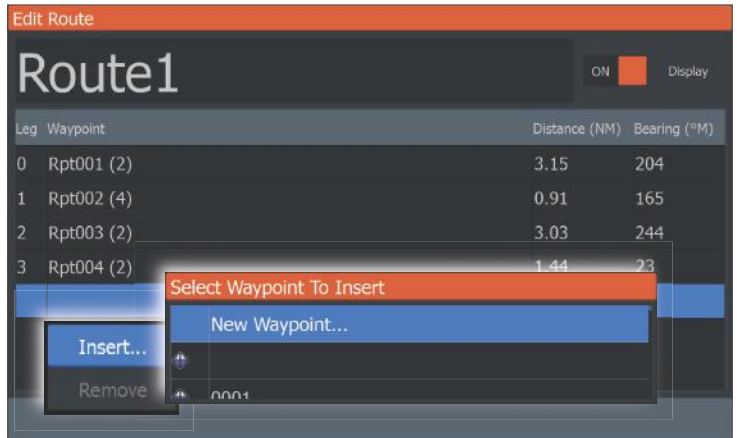 Edit Route
Route1
ON Display
Leg Waypoint Distance (NM) Bearing (°M)
0 Rpt001 (2) 3.15 204
1 Rpt002 (4) 0.91 165
2 Rpt003 (2) 3.03 244
3 Rpt004 (2) 1.44 23
Select Waypoint To Insert
New Waypoint...
Insert...
Remove
0001